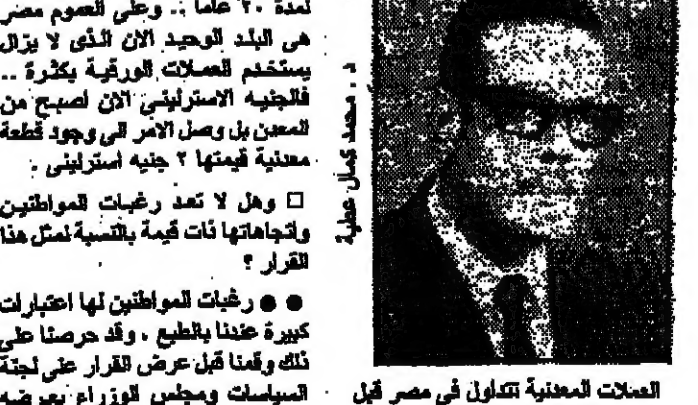 لمدة ٢٠ عاما .. وعلى العموم مصر
هى البلد الوحيد الان الذى لا يزال
يستخدم العملات الورقية بكثرة ..
فالجنيه الاسترلينى الان اصبح من
المعدن بل وصل الامر الى وجود قطعة
معدنية قيمتها ٢ جنيه استرلينى .
□ وهل لا تعد رغبات المواطنين
واتجاهاتها ذات قيمة بالنسبة لمثل هذا
القرار ؟
● ● رغبات المواطنين لها اعتبارات
كبيرة عندنا بالطبع ، وقد حرصنا على
ذلك وقمنا قبل عرض القرار على لجنة
السياسات ومجلس الوزراء بعرضه
د . محمد كمال عطية
العملات المعدنية تتداول فى مصر قبل